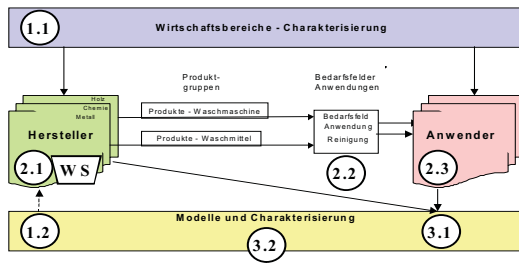 1.1 Wirtschaftsbereiche - Charakterisierung
Produkt-
gruppen
Bedarfsfelder
Anwendungen
Holz
Chemie
Metall
Hersteller
2.1
WS
Produkte - Waschmaschine
Produkte - Waschmittel
Bedarfsfeld
Anwendung
Reinigung
2.2
Anwender
2.3
Modelle und Charakterisierung
1.2
3.2
3.1